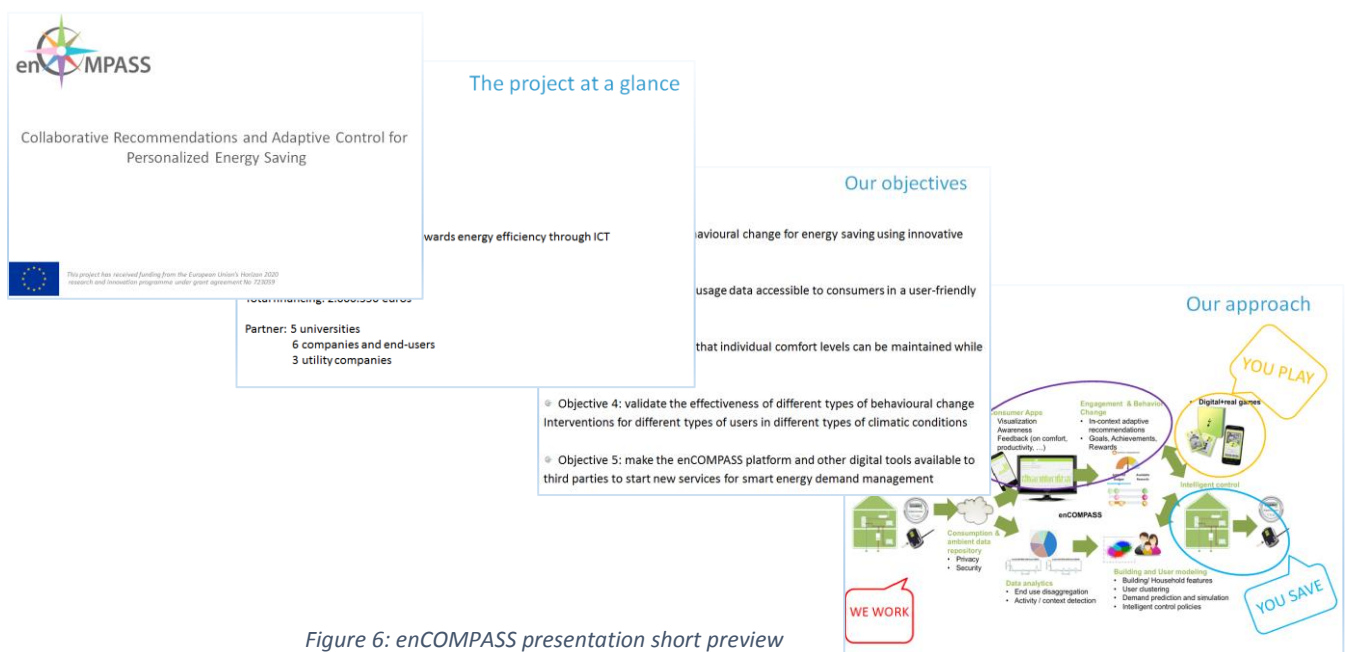 enCOMPASS
Collaborative Recommendations and Adaptive Control for
Personalized Energy Saving
This project has received funding from the European Union's Horizon 2020
research and innovation programme under grant agreement No 723059
The project at a glance
wards energy efficiency through ICT
Partner: 5 universities
6 companies and end-users
3 utility companies
Our objectives
avioural change for energy saving using innovative
usage data accessible to consumers in a user-friendly
that individual comfort levels can be maintained while
Objective 4: validate the effectiveness of different types of behavioural change
Interventions for different types of users in different types of climatic conditions
Objective 5: make the enCOMPASS platform and other digital tools available to
third parties to start new services for smart energy demand management
Our approach
YOU PLAY
Consumer Apps
Visualization
Awareness
Feedback (on comfort,
productivity, ...)
Engagement & Behavior
Change
• In-context adaptive
recommendations
• Goals, Achievements,
Rewards
Digital+real games
Intelligent control
enCOMPASS
Consumption &
ambient data
repository
• Privacy
• Security
Data analytics
• End use disaggregation
• Activity / context detection
Building and User modeling
• Building/ Household features
• User clustering
• Demand prediction and simulation
• Intelligent control policies
WE WORK
YOU SAVE
Figure 6: enCOMPASS presentation short preview